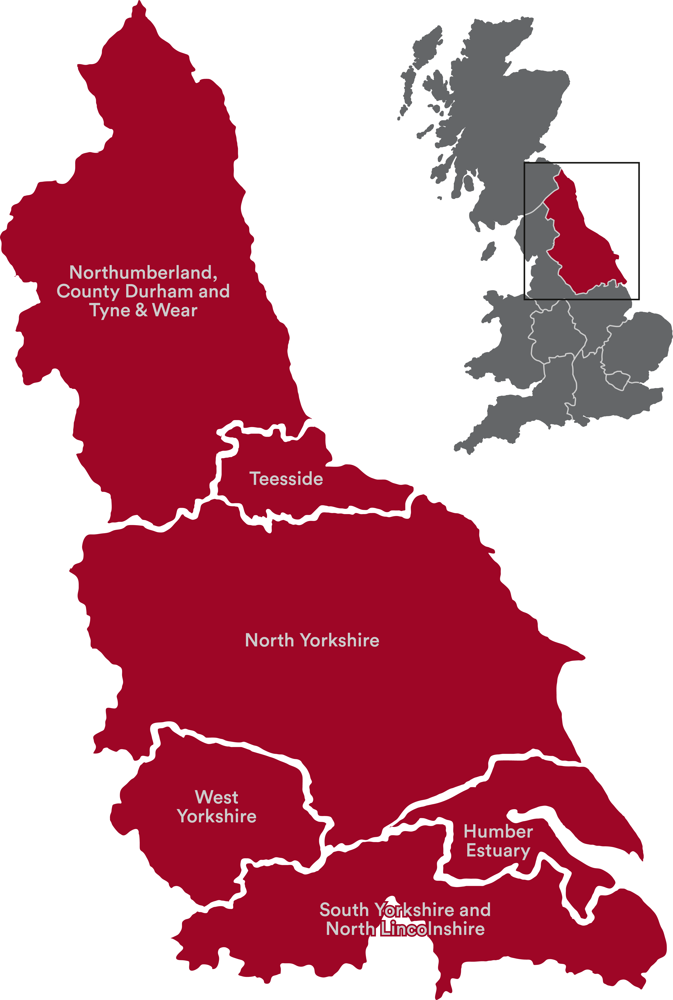 Northumberland,
County Durham and
Tyne & Wear
Teesside
North Yorkshire
West
Yorkshire
Humber
Estuary
South Yorkshire and
North Lincolnshire